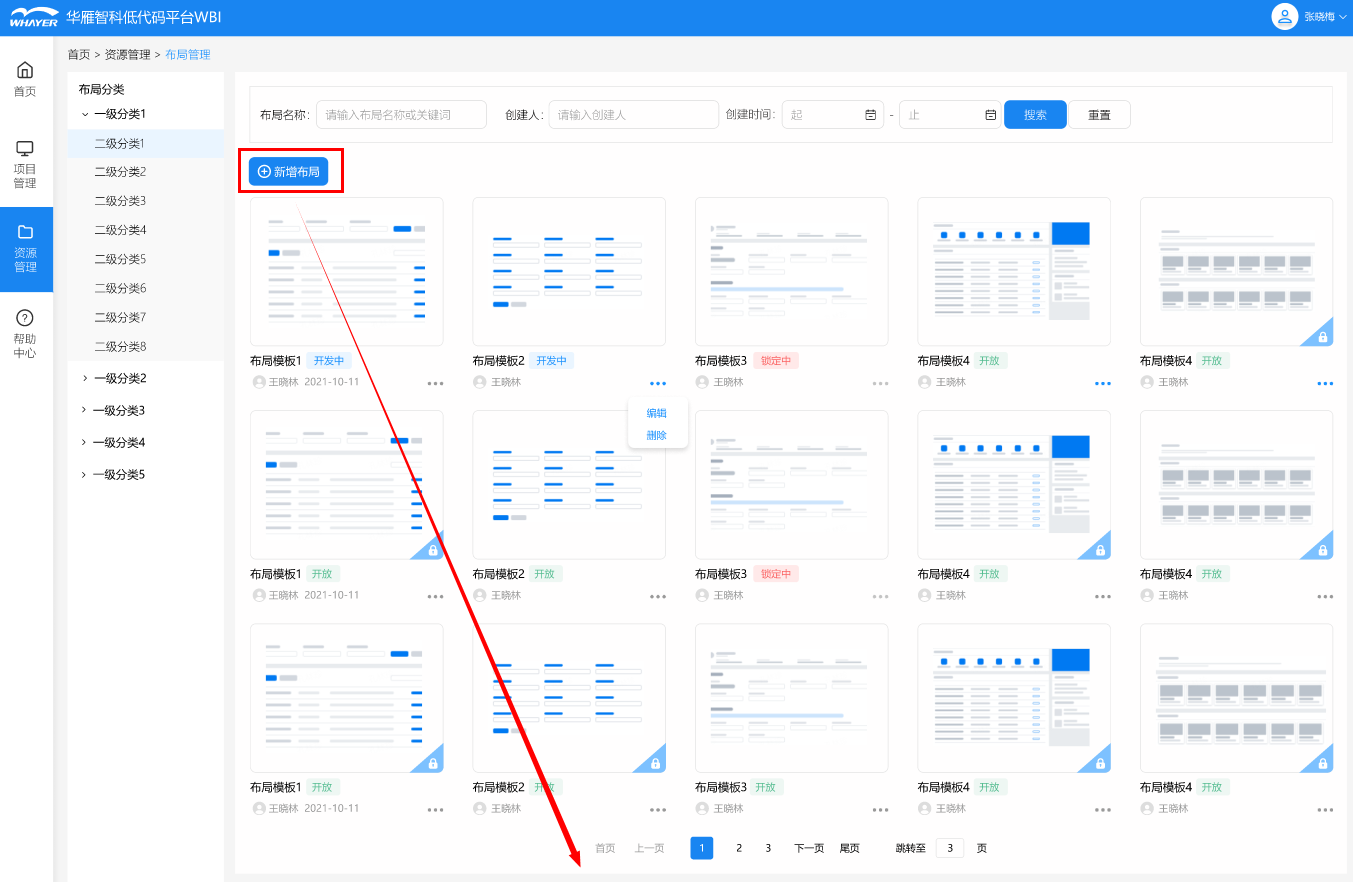 WHAYER 华雁智科低代码平台WBI
张晓梅
首页 > 资源管理 > 布局管理
首页
项目
管理
资源
管理
帮助
中心
布局分类
一级分类1
二级分类1
二级分类2
二级分类3
二级分类4
二级分类5
二级分类6
二级分类7
二级分类8
一级分类2
一级分类3
一级分类4
一级分类5
布局名称: 请输入布局名称或关键词 创建人: 请输入创建人 创建时间: 起 - 止 搜索 重置
新增布局
布局模板1 开发中 布局模板2 开发中 布局模板3 锁定中 布局模板4 开放 布局模板4 开放
王晓林 2021-10-11 王晓林 王晓林 王晓林 王晓林
编辑
删除
布局模板1 开放 布局模板2 开放 布局模板3 锁定中 布局模板4 开放 布局模板4 开放
王晓林 2021-10-11 王晓林 王晓林 王晓林 王晓林
布局模板1 开放 布局模板2 开放 布局模板3 开放 布局模板4 开放 布局模板4 开放
王晓林 2021-10-11 王晓林 王晓林 王晓林 王晓林
首页 上一页 1 2 3 下一页 尾页 跳转至 3 页